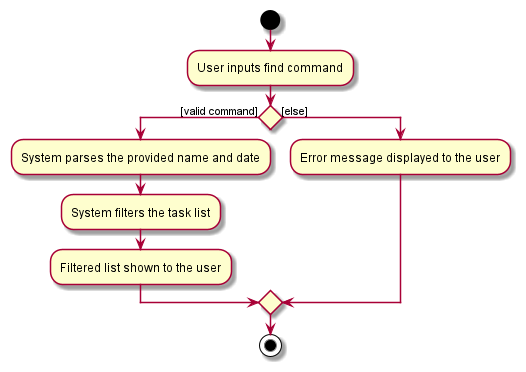 User inputs find command
[valid command]
[else]
System parses the provided name and date
Error message displayed to the user
System filters the task list
Filtered list shown to the user